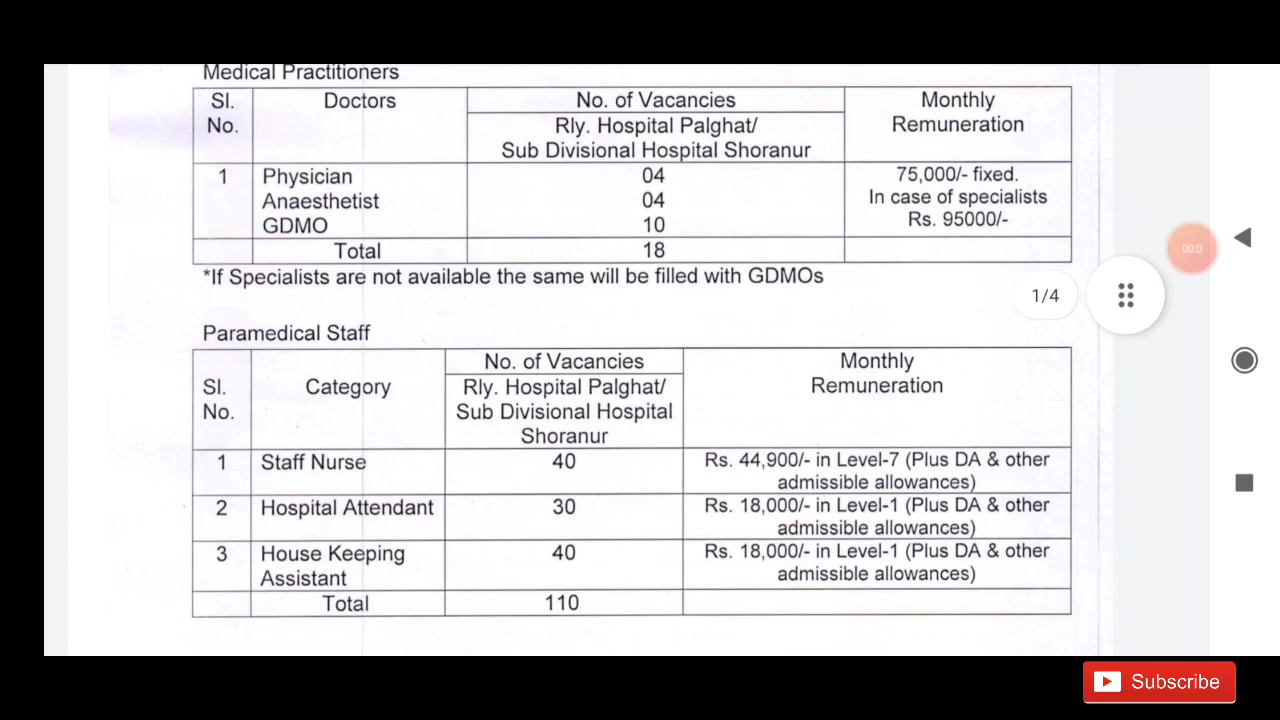 Medical Practitioners
Sl. No. Doctors No. of Vacancies Monthly Remuneration
Rly. Hospital Palghat/
Sub Divisional Hospital Shoranur
1 Physician 04 75,000/- fixed.
Anaesthetist 04 In case of specialists
GDMO 10 Rs. 95000/-
Total 18
*If Specialists are not available the same will be filled with GDMOs
00:0
1/4
Paramedical Staff
Sl. No. Category No. of Vacancies Monthly Remuneration
Rly. Hospital Palghat/
Sub Divisional Hospital
Shoranur
1 Staff Nurse 40 Rs. 44,900/- in Level-7 (Plus DA & other
admissible allowances)
2 Hospital Attendant 30 Rs. 18,000/- in Level-1 (Plus DA & other
admissible allowances)
3 House Keeping 40 Rs. 18,000/- in Level-1 (Plus DA & other
Assistant admissible allowances)
Total 110
Subscribe